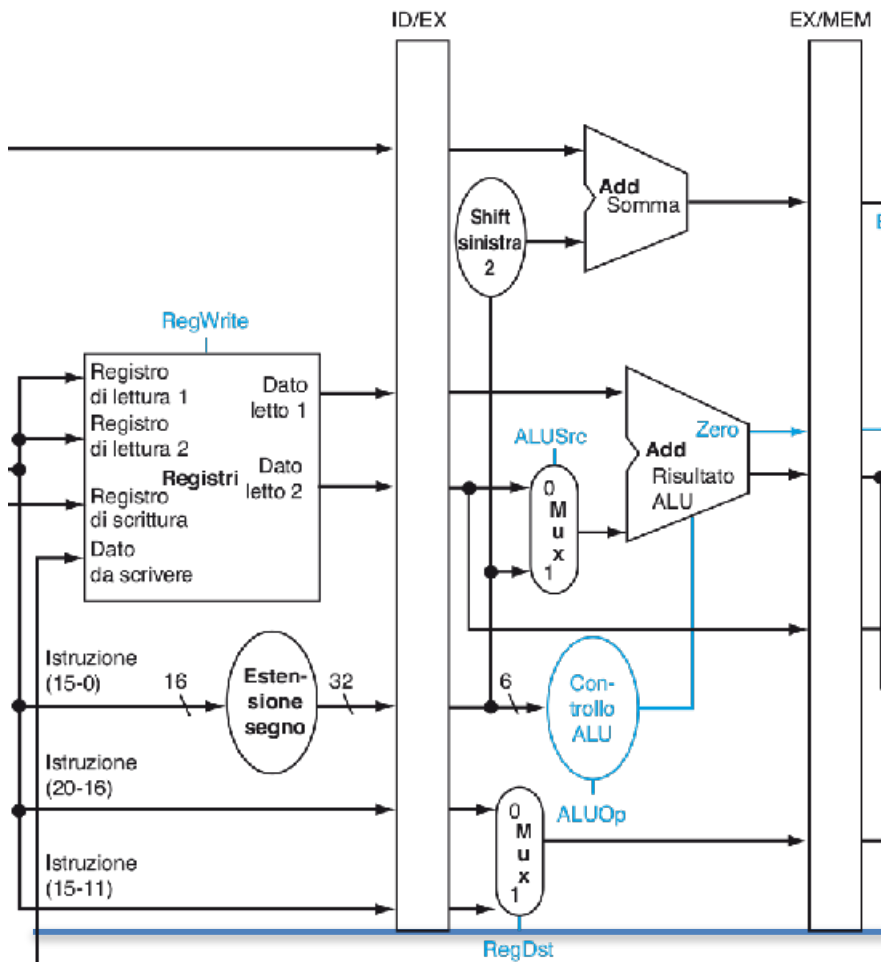 ID/EX
EX/MEM
Add
Somma
Shift
sinistra
2
RegWrite
Registro
di lettura 1
Registro
di lettura 2
Registri
Registro
di scrittura
Dato
da scrivere
Dato
letto 1
Dato
letto 2
ALUSrc
0
M
u
x
1
Zero
Add
Risultato
ALU
Istruzione
(15-0)
16
Esten-
sione
segno
32
6
Con-
trollo
ALU
ALUOp
Istruzione
(20-16)
Istruzione
(15-11)
0
M
u
x
1
RegDst